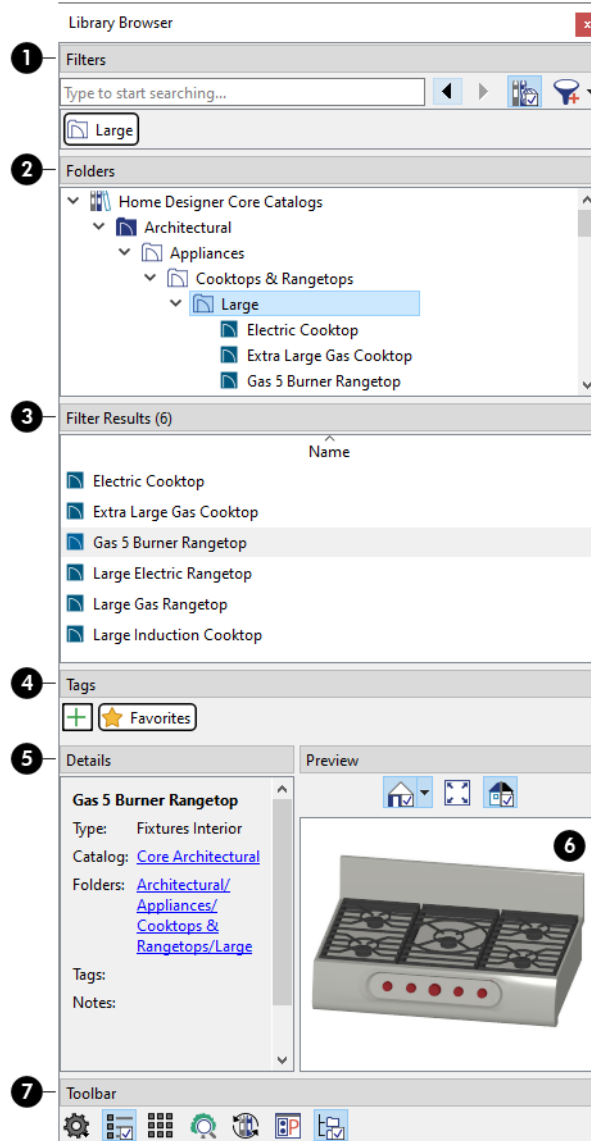 Library Browser
x
1
Filters
Type to start searching...
Large
2
Folders
Home Designer Core Catalogs
Architectural
Appliances
Cooktops & Rangetops
Large
Electric Cooktop
Extra Large Gas Cooktop
Gas 5 Burner Rangetop
3
Filter Results (6)
Name
Electric Cooktop
Extra Large Gas Cooktop
Gas 5 Burner Rangetop
Large Electric Rangetop
Large Gas Rangetop
Large Induction Cooktop
4
Tags
Favorites
5
Details
Preview
Gas 5 Burner Rangetop
Type: Fixtures Interior
Catalog: Core Architectural
Folders: Architectural/
Appliances/
Cooktops &
Rangetops/Large
Tags:
Notes:
6
7
Toolbar
P